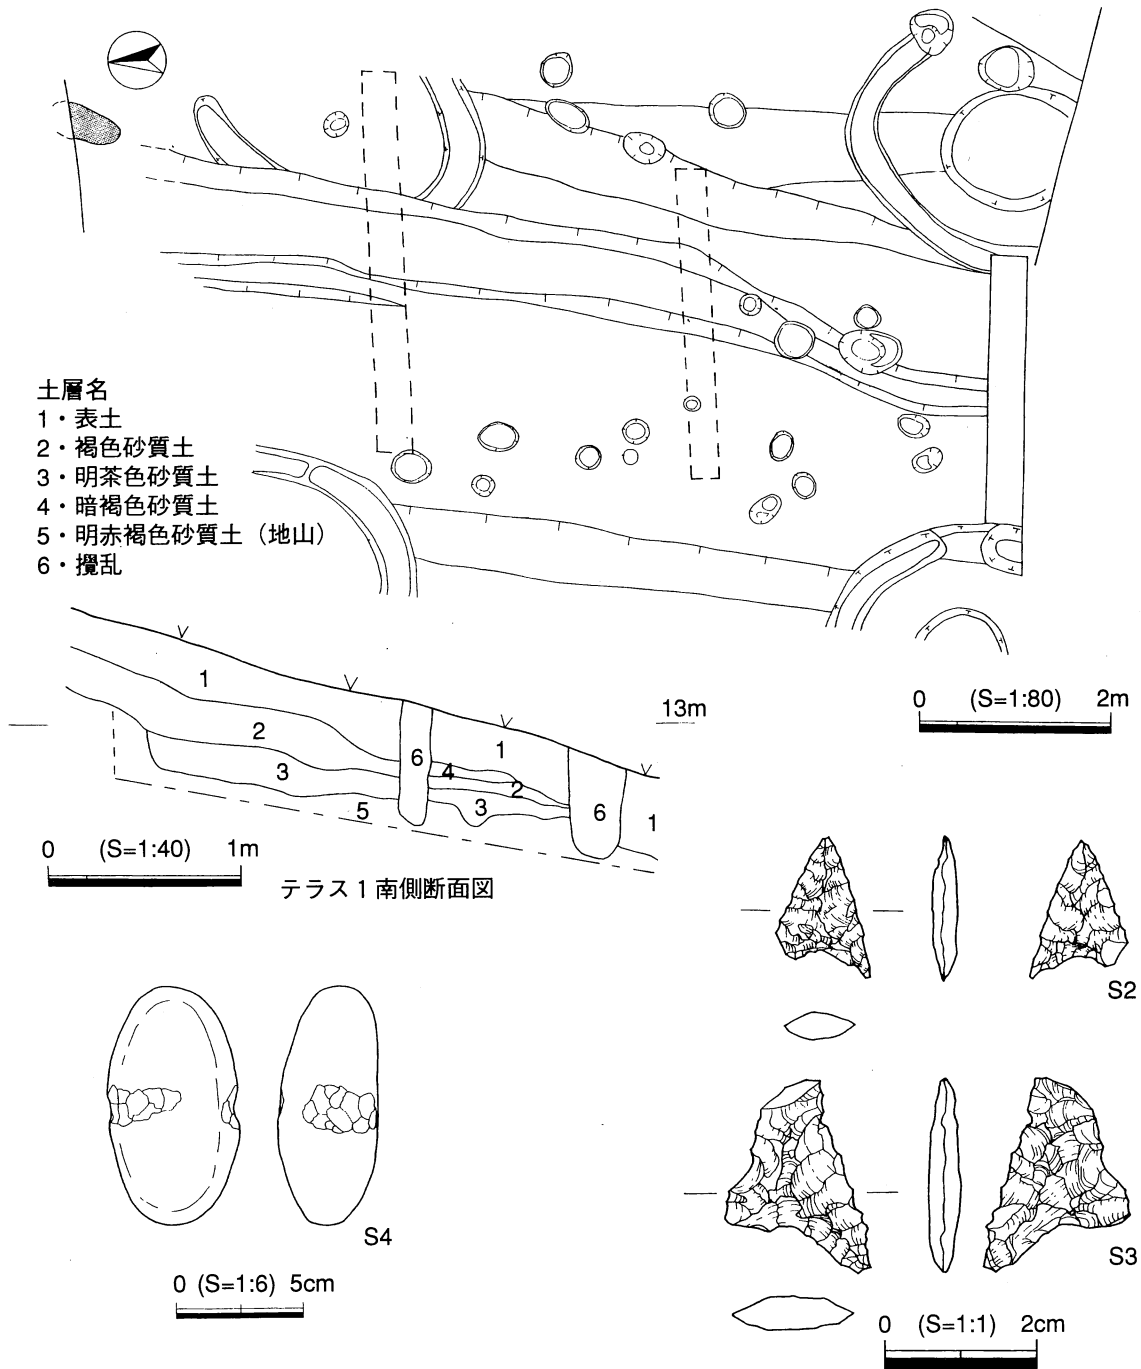 土層名
1・表土
2・褐色砂質土
3・明茶色砂質土
4・暗褐色砂質土
5・明赤褐色砂質土（地山）
6・攪乱
0 (S=1:80) 2m
13m
1
2
3
4
5
6
1
2
3
6
1
0 (S=1:40) 1m
テラス1南側断面図
S2
S4
S3
0 (S=1:6) 5cm
0 (S=1:1) 2cm